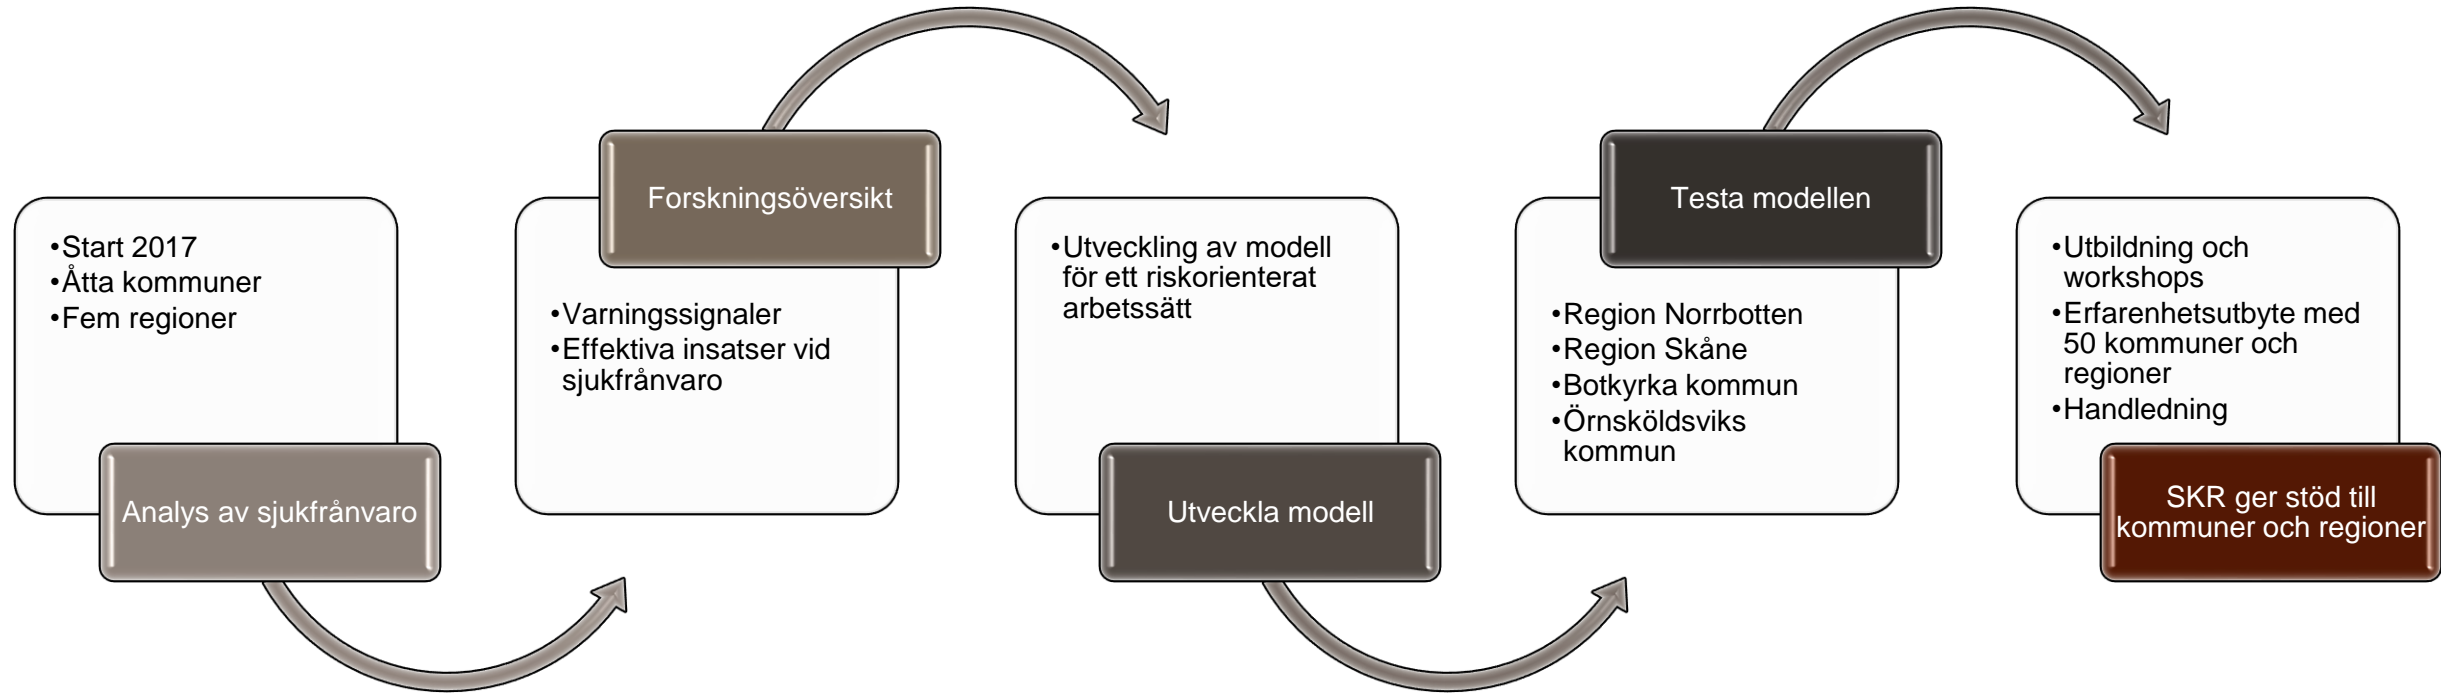 •Start 2017
•Åtta kommuner
•Fem regioner
Analys av sjukfrånvaro
Forskningsöversikt
•Varningssignaler
•Effektiva insatser vid
sjukfrånvaro
•Utveckling av modell
för ett riskorienterat
arbetssätt
Utveckla modell
Testa modellen
•Region Norrbotten
•Region Skåne
•Botkyrka kommun
•Örnsköldsviks
kommun
•Utbildning och
workshops
•Erfarenhetsutbyte med
50 kommuner och
regioner
•Handledning
SKR ger stöd till
kommuner och regioner